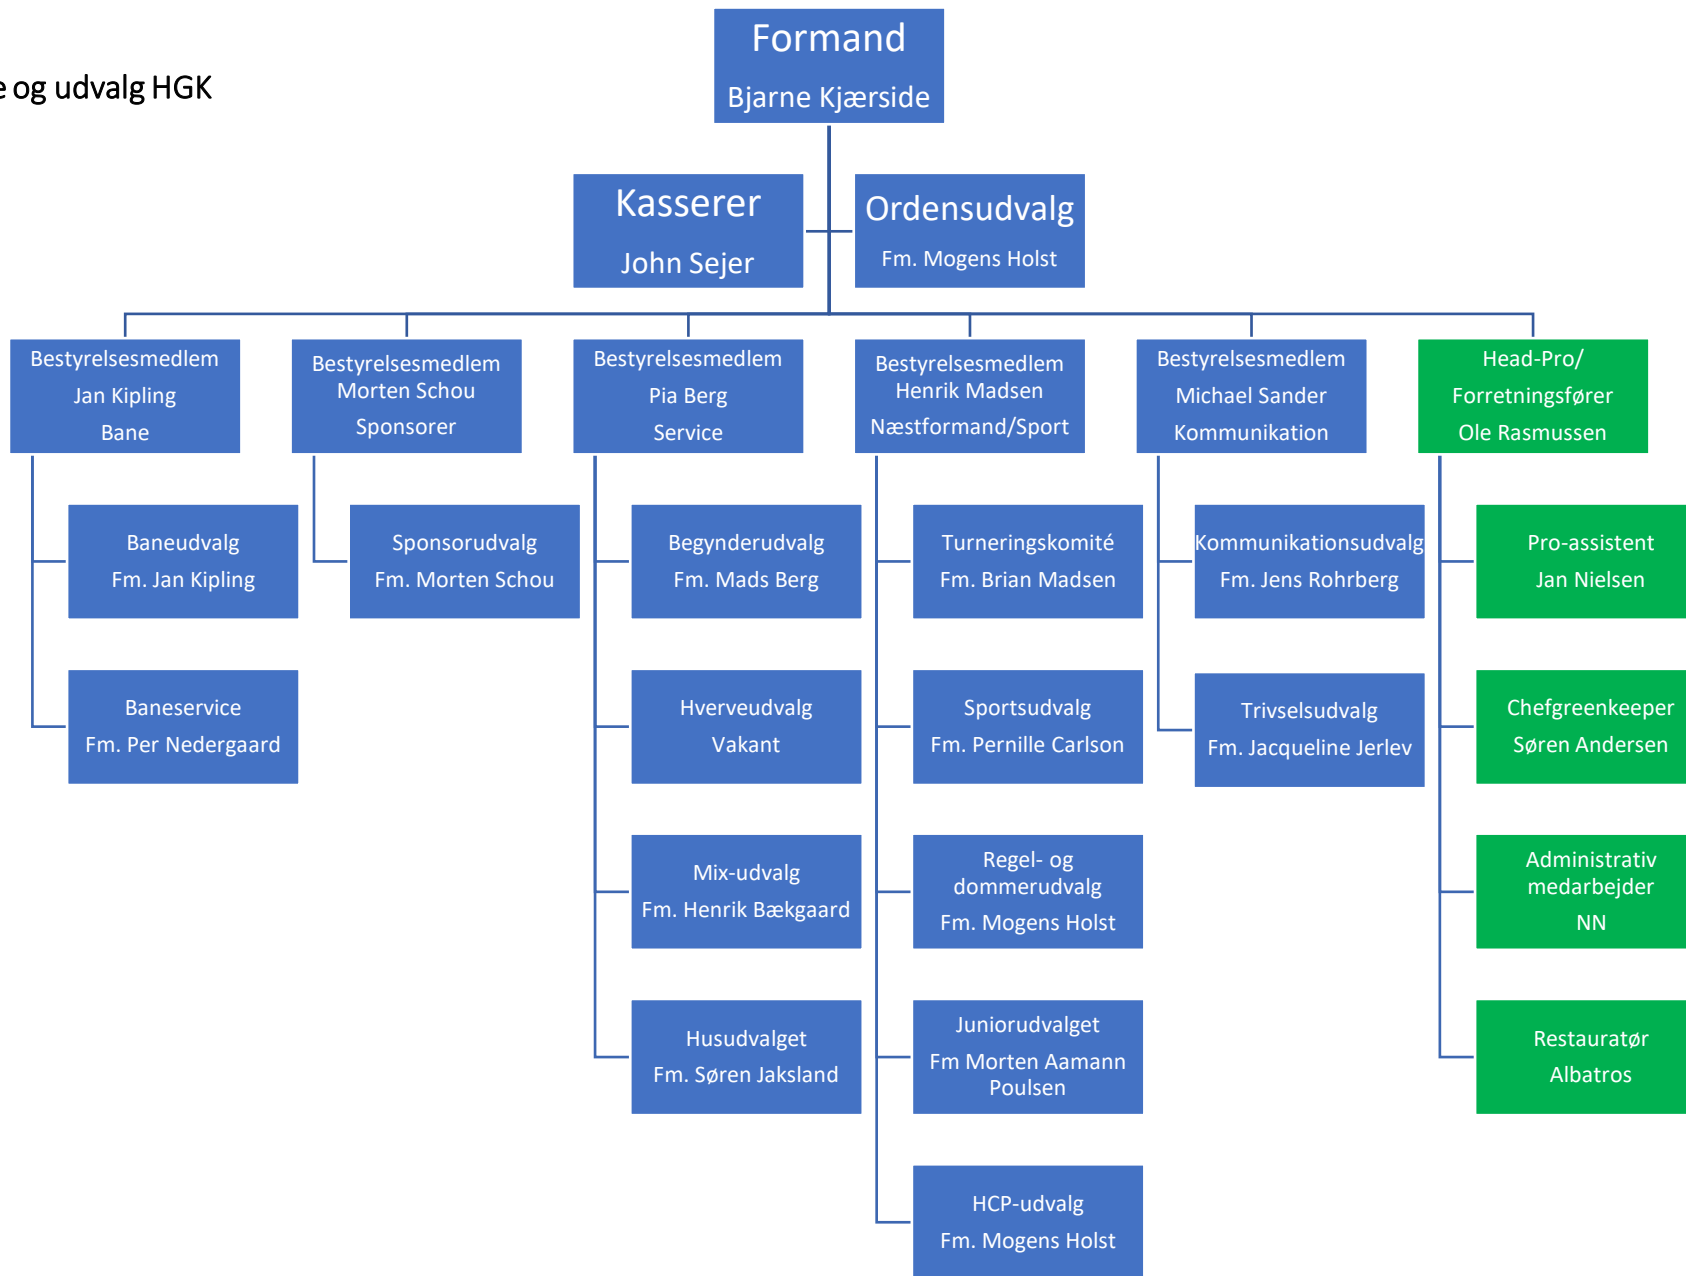 e og udvalg HGK
Formand
Bjarne Kjærside
Kasserer
John Sejer
Ordensudvalg
Fm. Mogens Holst
Bestyrelsesmedlem
Jan Kipling
Bane
Baneudvalg
Fm. Jan Kipling
Baneservice
Fm. Per Nedergaard
Bestyrelsesmedlem
Morten Schou
Sponsorer
Sponsorudvalg
Fm. Morten Schou
Bestyrelsesmedlem
Pia Berg
Service
Begynderudvalg
Fm. Mads Berg
Hverveudvalg
Vakant
Mix-udvalg
Fm. Henrik Bækgaard
Husudvalget
Fm. Søren Jaksland
Bestyrelsesmedlem
Henrik Madsen
Næstformand/Sport
Turneringskomité
Fm. Brian Madsen
Sportsudvalg
Fm. Pernille Carlson
Regel- og
dommerudvalg
Fm. Mogens Holst
Juniorudvalget
Fm Morten Aamann
Poulsen
HCP-udvalg
Fm. Mogens Holst
Bestyrelsesmedlem
Michael Sander
Kommunikation
Kommunikationsudvalg
Fm. Jens Rohrberg
Trivselsudvalg
Fm. Jacqueline Jerlev
Head-Pro/
Forretningsfører
Ole Rasmussen
Pro-assistent
Jan Nielsen
Chefgreenkeeper
Søren Andersen
Administrativ
medarbejder
NN
Restauratør
Albatros